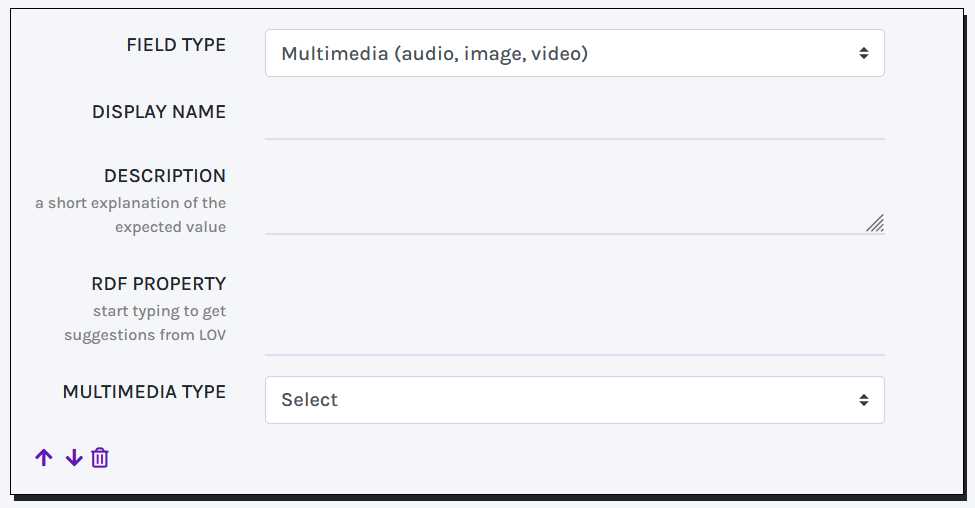 FIELD TYPE
Multimedia (audio, image, video)
DISPLAY NAME
DESCRIPTION
a short explanation of the
expected value
RDF PROPERTY
start typing to get
suggestions from LOV
MULTIMEDIA TYPE
Select